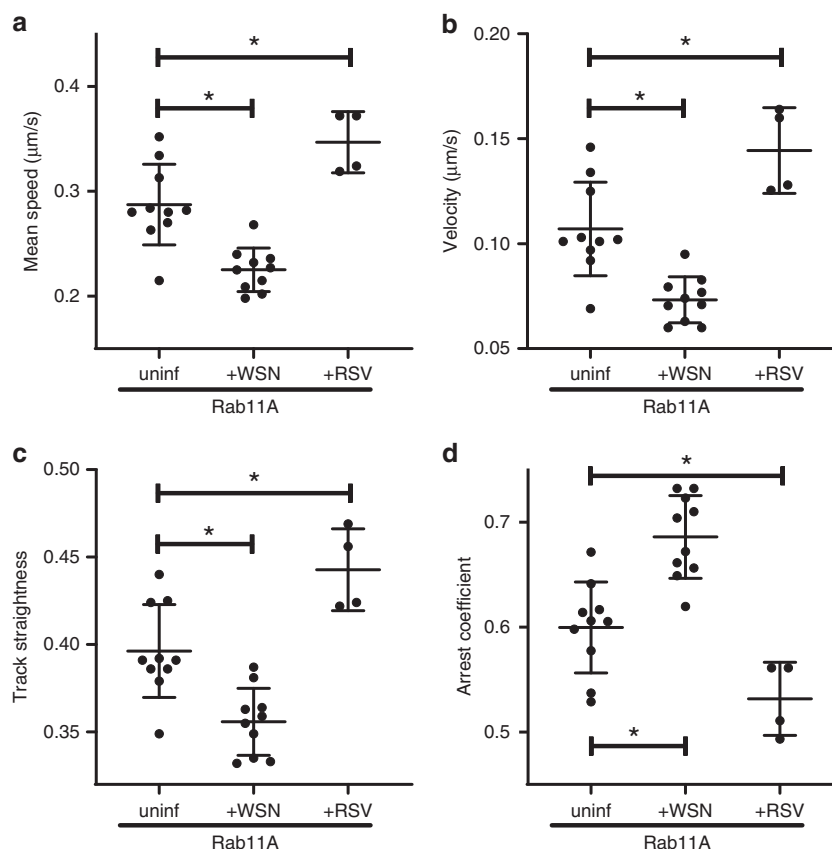 a
*
*
0.4
0.3
0.2
Mean speed (μm/s)
uninf +WSN +RSV
Rab11A
b
*
*
0.20
0.15
0.10
0.05
Velocity (μm/s)
uninf +WSN +RSV
Rab11A
c
*
*
0.50
0.45
0.40
0.35
Track straightness
uninf +WSN +RSV
Rab11A
d
*
*
0.7
0.6
0.5
Arrest coefficient
uninf +WSN +RSV
Rab11A